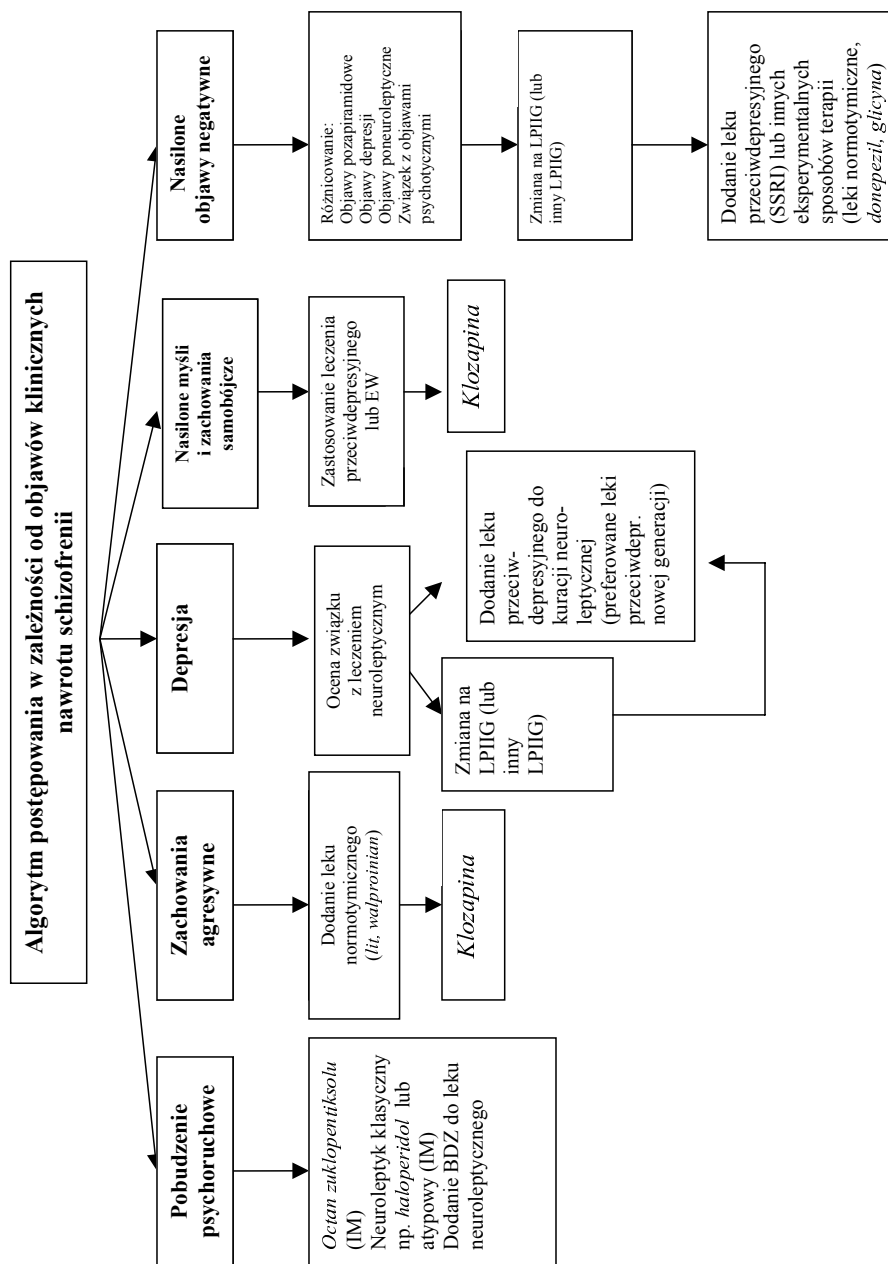 Algorytm postępowania w zależności od objawów klinicznych
nawrotu schizofrenii
Pobudzenie
psychoruchowe
Octan zuklopentiksolu
(IM)
Neuroleptyk klasyczny
np. haloperidol lub
atypowy (IM)
Dodanie BDZ do leku
neuroleptycznego
Zachowania
agresywne
Dodanie leku
normotymicznego
(lit, walproinian)
Klozapina
Depresja
Ocena związku
z leczeniem
neuroleptycznym
Zmiana na
LPIIG (lub
inny
LPIIG)
Dodanie leku
przeciw-
depresyjnego do
kuracji neuro-
leptycznej
(preferowane leki
przeciwdepr.
nowej generacji)
Nasilone myśli
i zachowania
samobójcze
Zastosowanie leczenia
przeciwdepresyjnego
lub EW
Klozapina
Nasilone
objawy negatywne
Różnicowanie:
Objawy pozapiramidowe
Objawy depresji
Objawy poneuroleptyczne
Związek z objawami
psychotycznymi
Zmiana na LPIIG (lub
inny LPIIG)
Dodanie leku
przeciwdepresyjnego
(SSRI) lub innych
eksperymentalnych
sposobów terapii
(leki normotymiczne,
donepezil, glicyna)